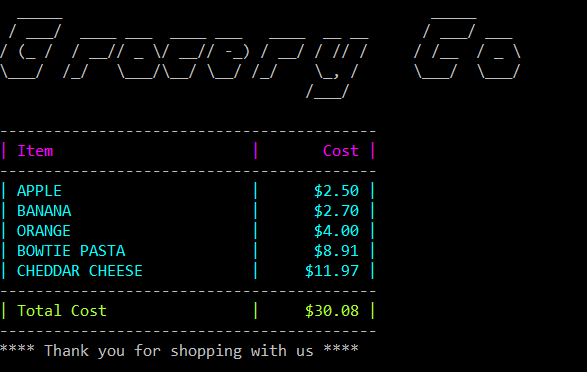 Grocery Co
| Item | Cost |
| APPLE | $2.50 |
| BANANA | $2.70 |
| ORANGE | $4.00 |
| BOWTIE PASTA | $8.91 |
| CHEDDAR CHEESE | $11.97 |
| Total Cost | $30.08 |
**** Thank you for shopping with us ****